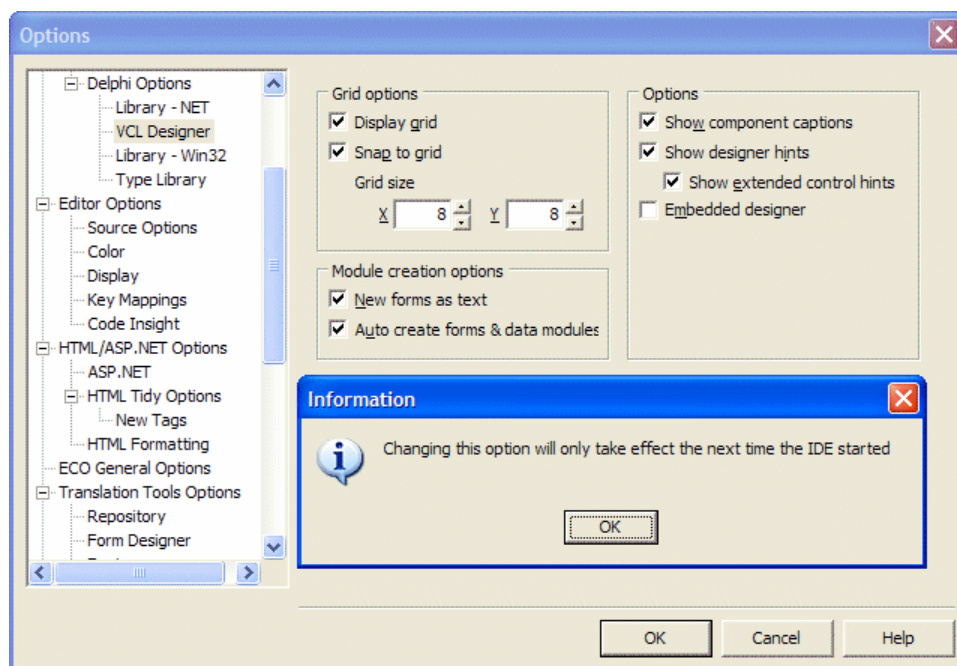 Options
Delphi Options
Library - NET
VCL Designer
Library - Win32
Type Library
Editor Options
Source Options
Color
Display
Key Mappings
Code Insight
HTML/ASP.NET Options
ASP.NET
HTML Tidy Options
New Tags
HTML Formatting
ECO General Options
Translation Tools Options
Repository
Form Designer
Grid options
Display grid
Snap to grid
Grid size
X 8 Y 8
Module creation options
New forms as text
Auto create forms & data modules
Options
Show component captions
Show designer hints
Show extended control hints
Embedded designer
Information
Changing this option will only take effect the next time the IDE started
OK
OK Cancel Help